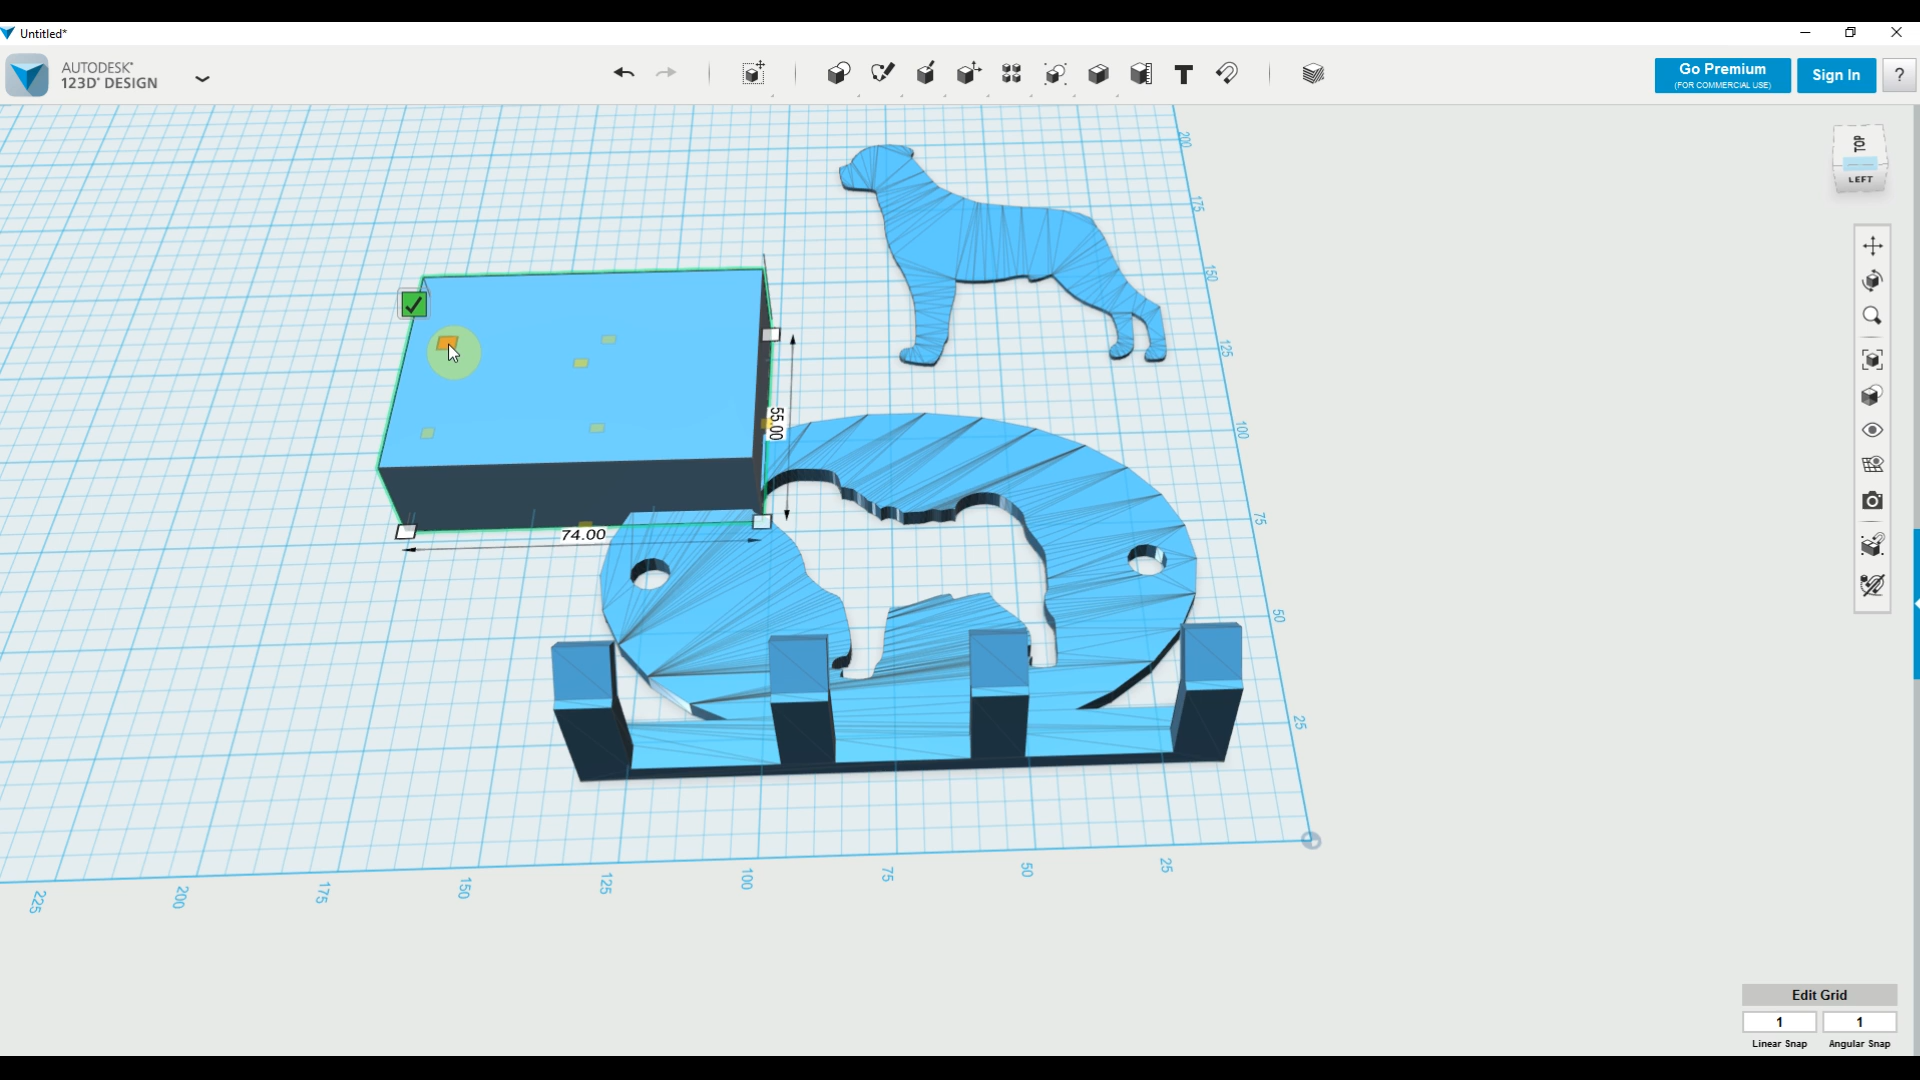 Untitled*
AUTODESK®
123D® DESIGN
Go Premium
(FOR COMMERCIAL USE)
Sign In
?
TOP
LEFT
200
175
150
125
100
75
50
25
55.00
74.00
225
200
175
150
125
100
75
50
25
Edit Grid
1
1
Linear Snap
Angular Snap